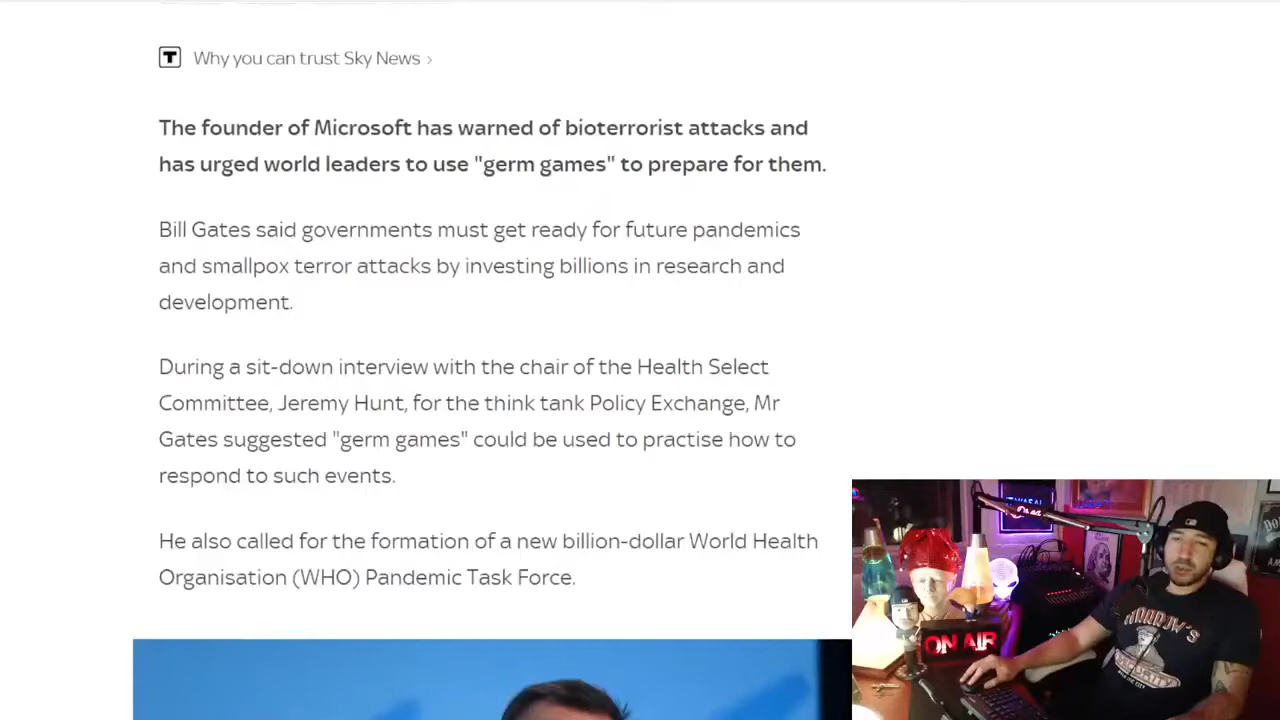 T Why you can trust Sky News >
The founder of Microsoft has warned of bioterrorist attacks and
has urged world leaders to use "germ games" to prepare for them.
Bill Gates said governments must get ready for future pandemics
and smallpox terror attacks by investing billions in research and
development.
During a sit-down interview with the chair of the Health Select
Committee, Jeremy Hunt, for the think tank Policy Exchange, Mr
Gates suggested "germ games" could be used to practise how to
respond to such events.
He also called for the formation of a new billion-dollar World Health
Organisation (WHO) Pandemic Task Force.
ON AIR